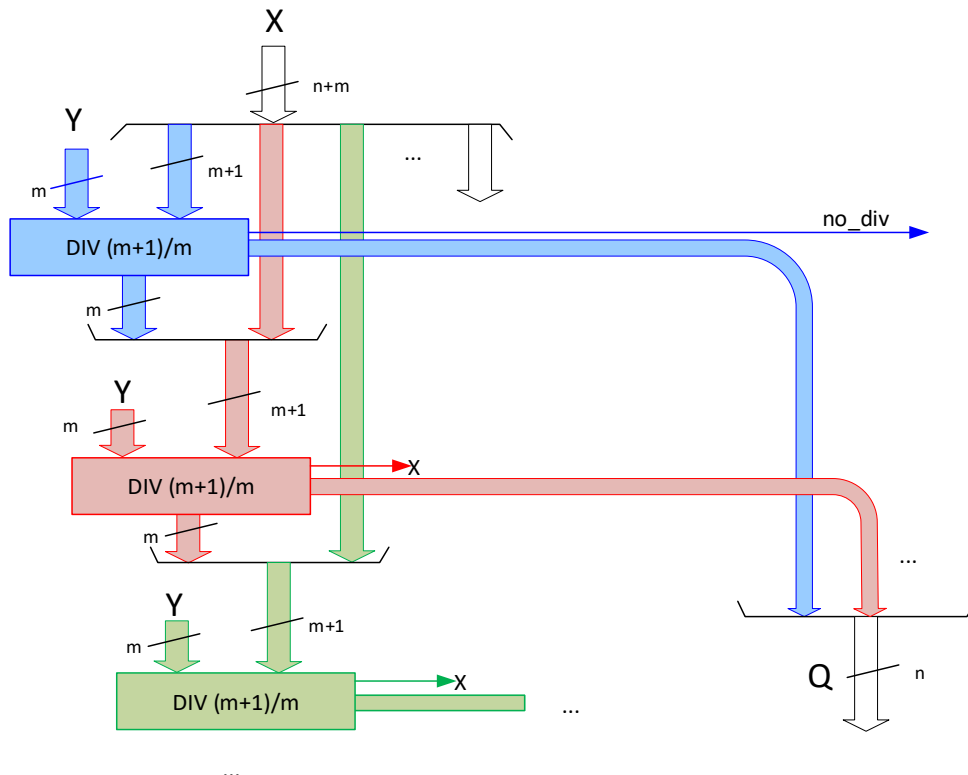 X
n+m
Y
...
m
m+1
no_div
DIV (m+1)/m
m
Y
m
m+1
X
DIV (m+1)/m
m
...
Y
m
m+1
X
Q
n
DIV (m+1)/m
...
...